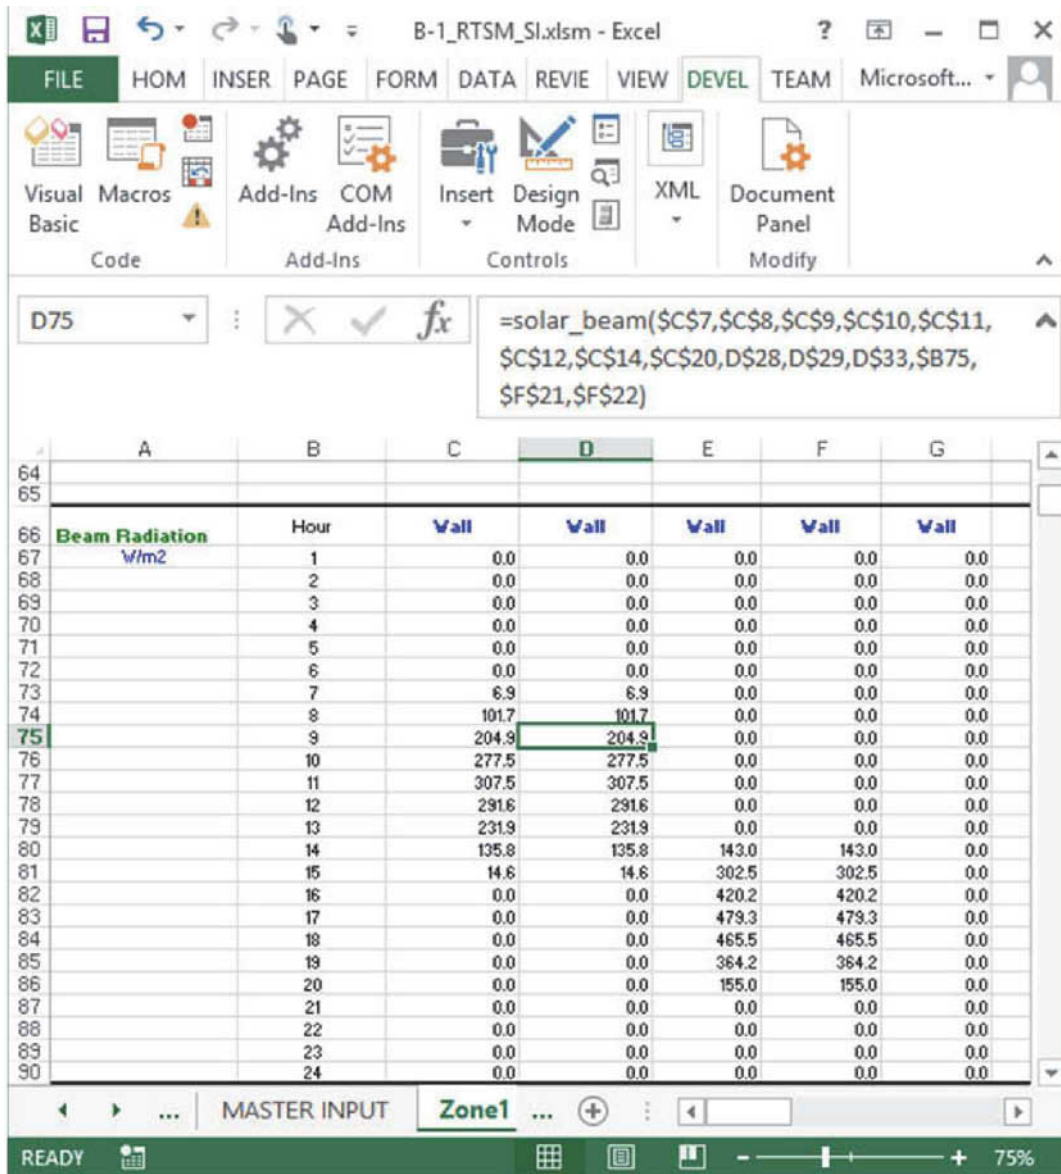 B-1_RTSM_SI.xlsm - Excel ?
FILE HOM INSER PAGE FORM DATA REVIE VIEW DEVEL TEAM Microsoft...
Visual Basic Macros Add-Ins COM Add-Ins Insert Design Mode XML Document Panel
Code Add-Ins Controls Modify
D75 fx =solar_beam($C$7,$C$8,$C$9,$C$10,$C$11,
$C$12,$C$14,$C$20,D$28,D$29,D$33,$B75,
$F$21,$F$22)
A B C D E F G
64
65
66 Beam Radiation Hour Wall Wall Wall Wall Wall
67 W/m2 1 0.0 0.0 0.0 0.0 0.0
68 2 0.0 0.0 0.0 0.0 0.0
69 3 0.0 0.0 0.0 0.0 0.0
70 4 0.0 0.0 0.0 0.0 0.0
71 5 0.0 0.0 0.0 0.0 0.0
72 6 0.0 0.0 0.0 0.0 0.0
73 7 6.9 6.9 0.0 0.0 0.0
74 8 101.7 101.7 0.0 0.0 0.0
75 9 204.9 204.9 0.0 0.0 0.0
76 10 277.5 277.5 0.0 0.0 0.0
77 11 307.5 307.5 0.0 0.0 0.0
78 12 291.6 291.6 0.0 0.0 0.0
79 13 231.9 231.9 0.0 0.0 0.0
80 14 135.8 135.8 143.0 143.0 0.0
81 15 14.6 14.6 302.5 302.5 0.0
82 16 0.0 0.0 420.2 420.2 0.0
83 17 0.0 0.0 479.3 479.3 0.0
84 18 0.0 0.0 465.5 465.5 0.0
85 19 0.0 0.0 364.2 364.2 0.0
86 20 0.0 0.0 155.0 155.0 0.0
87 21 0.0 0.0 0.0 0.0 0.0
88 22 0.0 0.0 0.0 0.0 0.0
89 23 0.0 0.0 0.0 0.0 0.0
90 24 0.0 0.0 0.0 0.0 0.0
... MASTER INPUT Zone1 ...
READY 75%